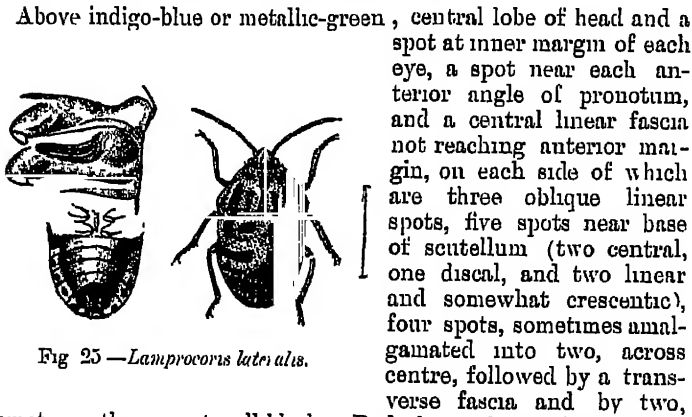 Above indigo-blue or metallic-green, central lobe of head and a
spot at inner margin of each
eye, a spot near each an-
terior angle of pronotum,
and a central linear fascia
not reaching anterior mar-
gin, on each side of which
are three oblique linear
spots, five spots near base
of scutellum (two central,
one discal, and two linear
and somewhat crescentic),
four spots, sometimes amal-
gamated into two, across
centre, followed by a trans-
verse fascia and by two,
Fig 25 —Lamprocoris lateralis.